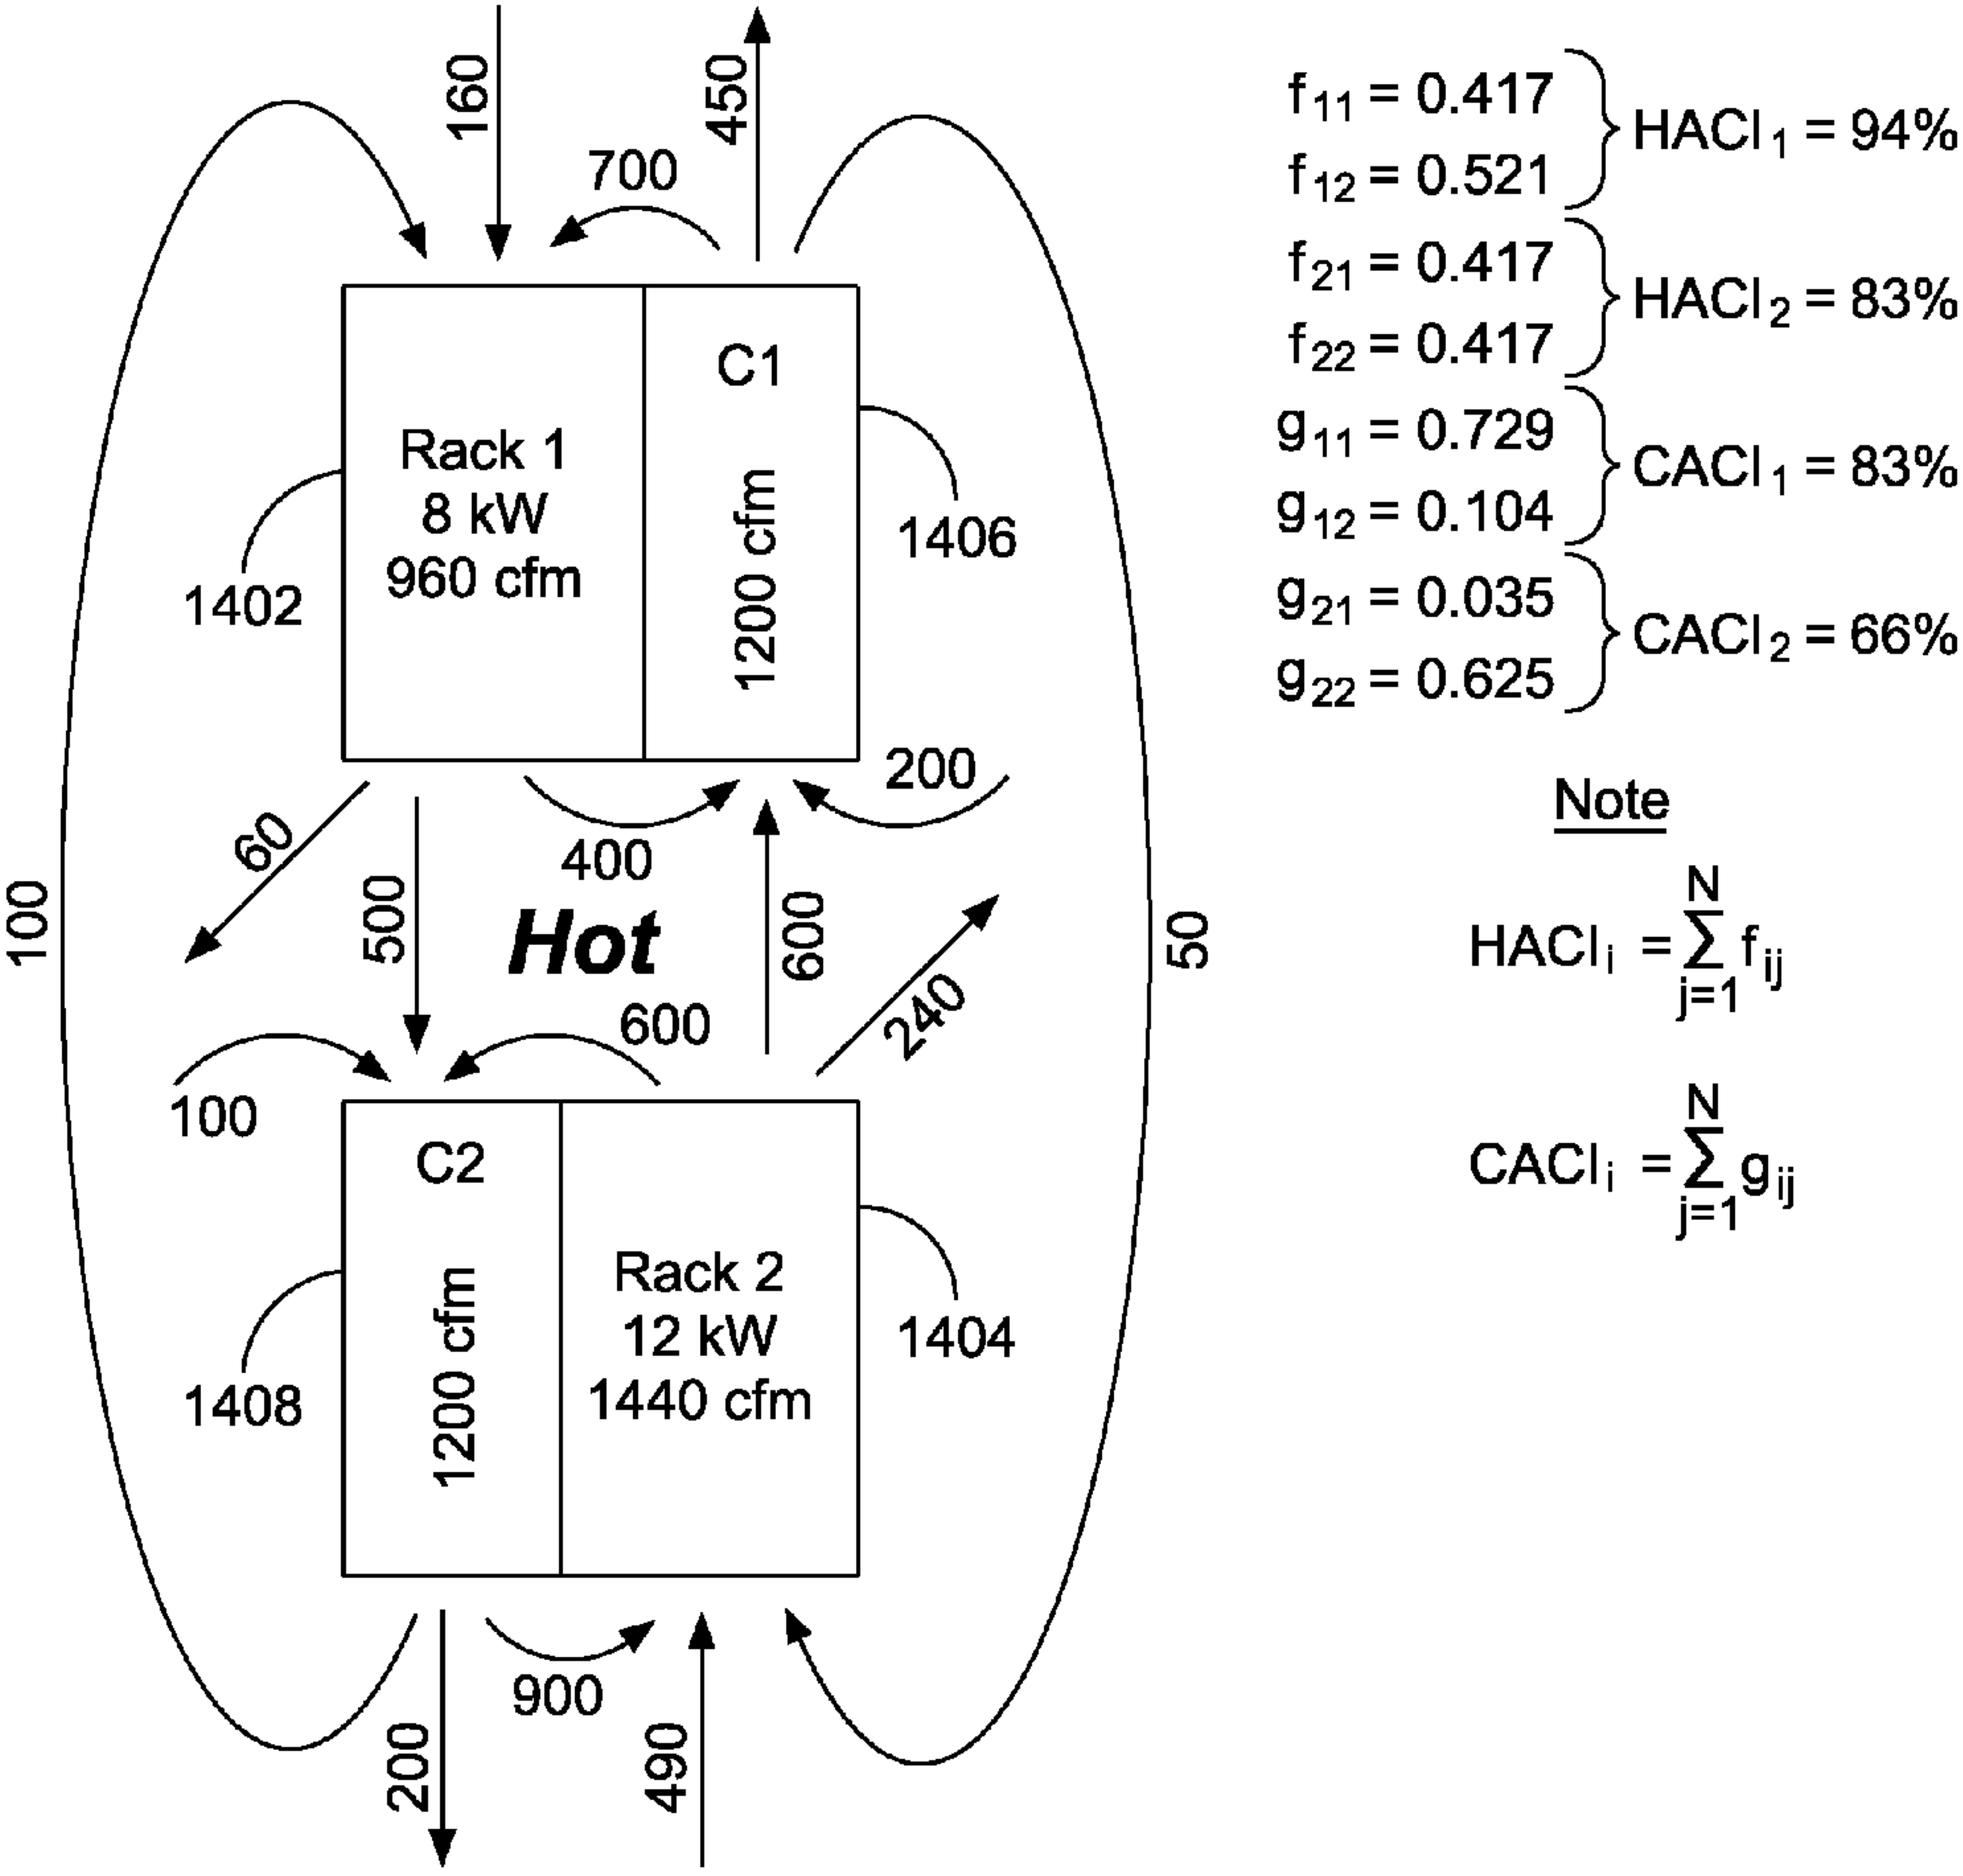 160
450
700
C1
Rack 1
8 kW
960 cfm
1200 cfm
1402
1406
200
60
400
500
Hot
600
100
50
240
600
100
C2
1200 cfm
Rack 2
12 kW
1440 cfm
1408
1404
900
200
490
f11 = 0.417
f12 = 0.521
HACI1 = 94%
f21 = 0.417
f22 = 0.417
HACI2 = 83%
g11 = 0.729
g12 = 0.104
CACI1 = 83%
g21 = 0.035
g22 = 0.625
CACI2 = 66%
Note
HACIi = N Σ j=1 fij
CACIi = N Σ j=1 gij